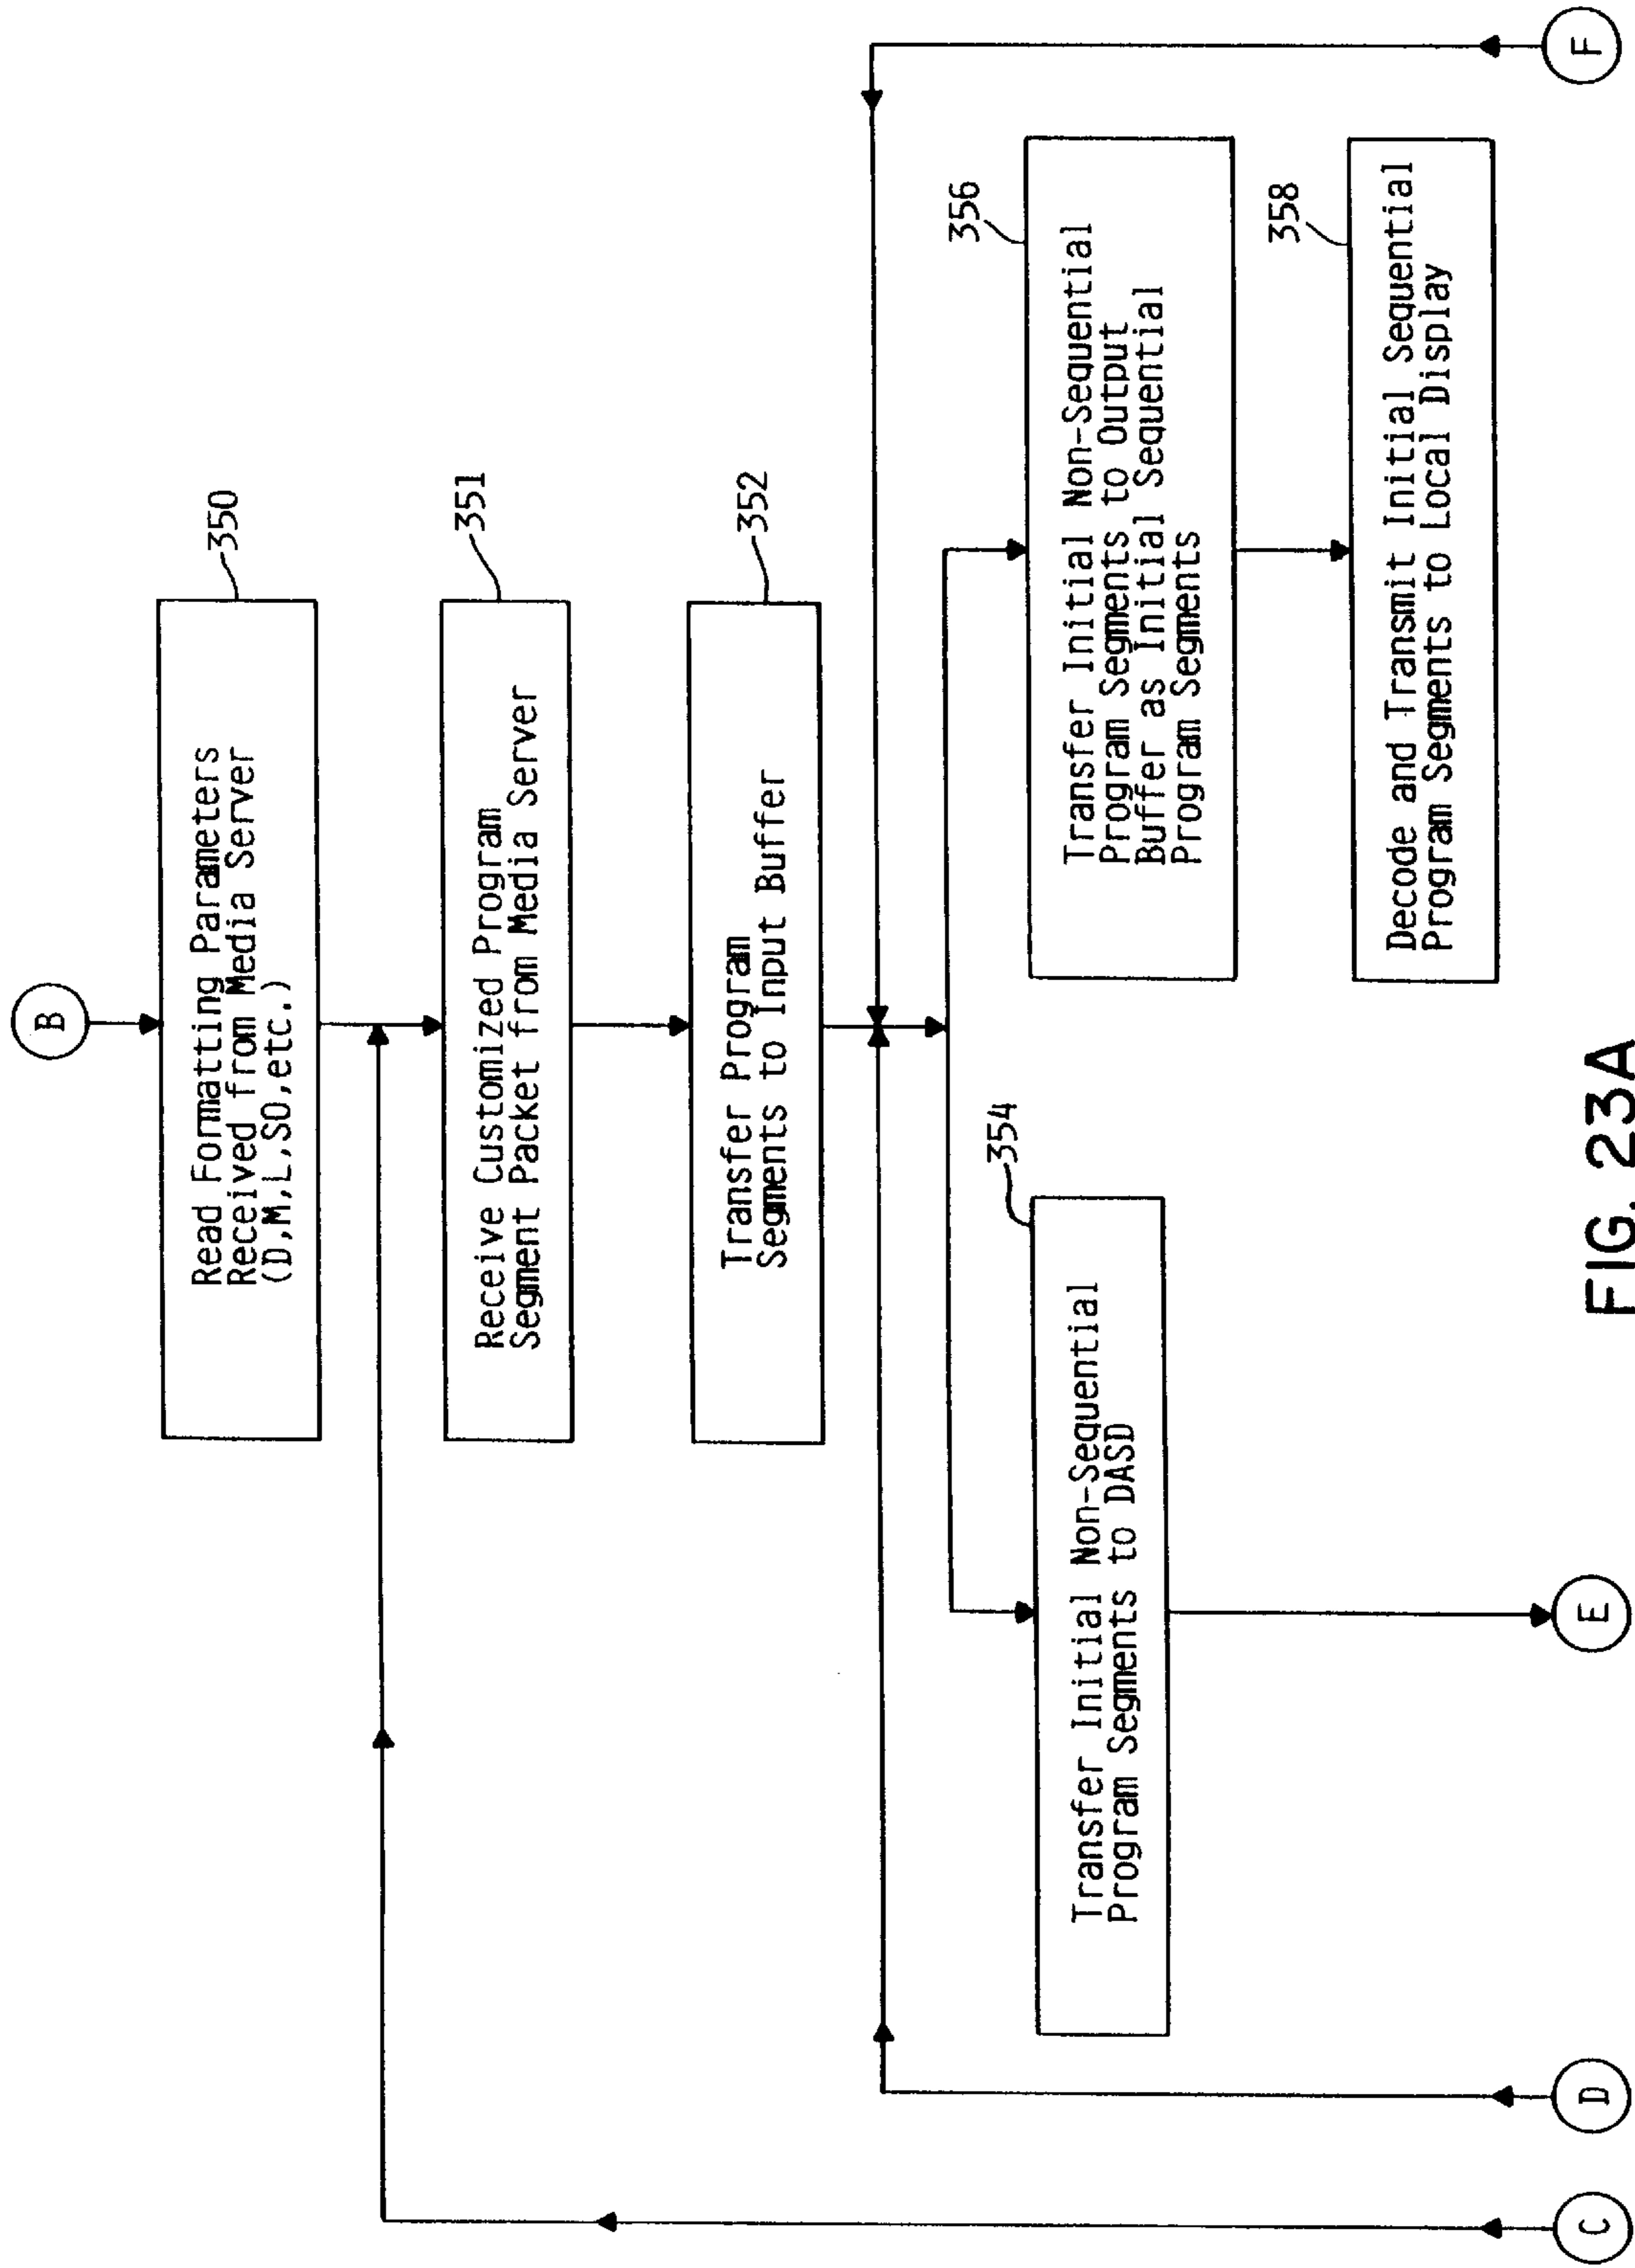 B
350
Read Formatting Parameters
Received from Media Server
(D,M,L,SO,etc.)
351
Receive Customized Program
Segment Packet from Media Server
352
Transfer Program
Segments to Input Buffer
354
Transfer Initial Non-Sequential
Program Segments to DASD
356
Transfer Initial Non-Sequential
Program Segments to Output
Buffer as Initial Sequential
Program Segments
358
Decode and Transmit Initial Sequential
Program Segments to Local Display
C
D
E
F
FIG. 23A